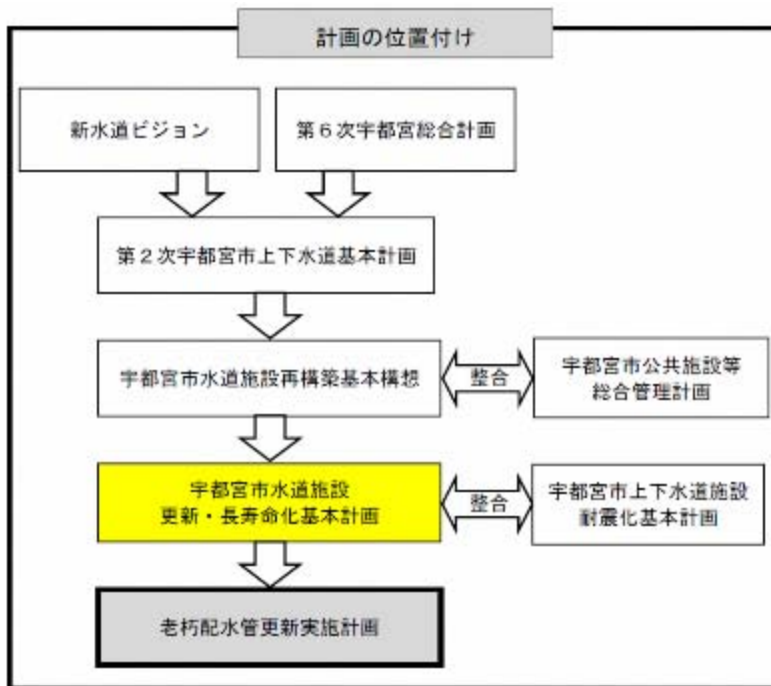 計画の位置付け
新水道ビジョン
第6次宇都宮総合計画
第2次宇都宮市上下水道基本計画
宇都宮市水道施設再構築基本構想
整合
宇都宮市公共施設等
総合管理計画
宇都宮市水道施設
更新・長寿命化基本計画
整合
宇都宮市上下水道施設
耐震化基本計画
老朽配水管更新実施計画